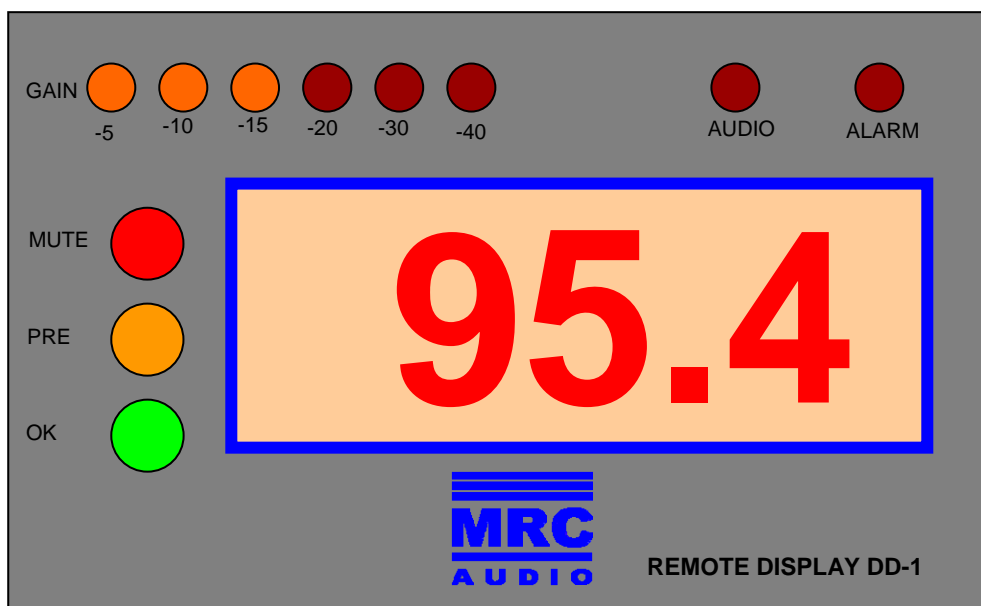 GAIN
-5 -10 -15 -20 -30 -40
AUDIO ALARM
MUTE
PRE
OK
95.4
MRC
AUDIO
REMOTE DISPLAY DD-1